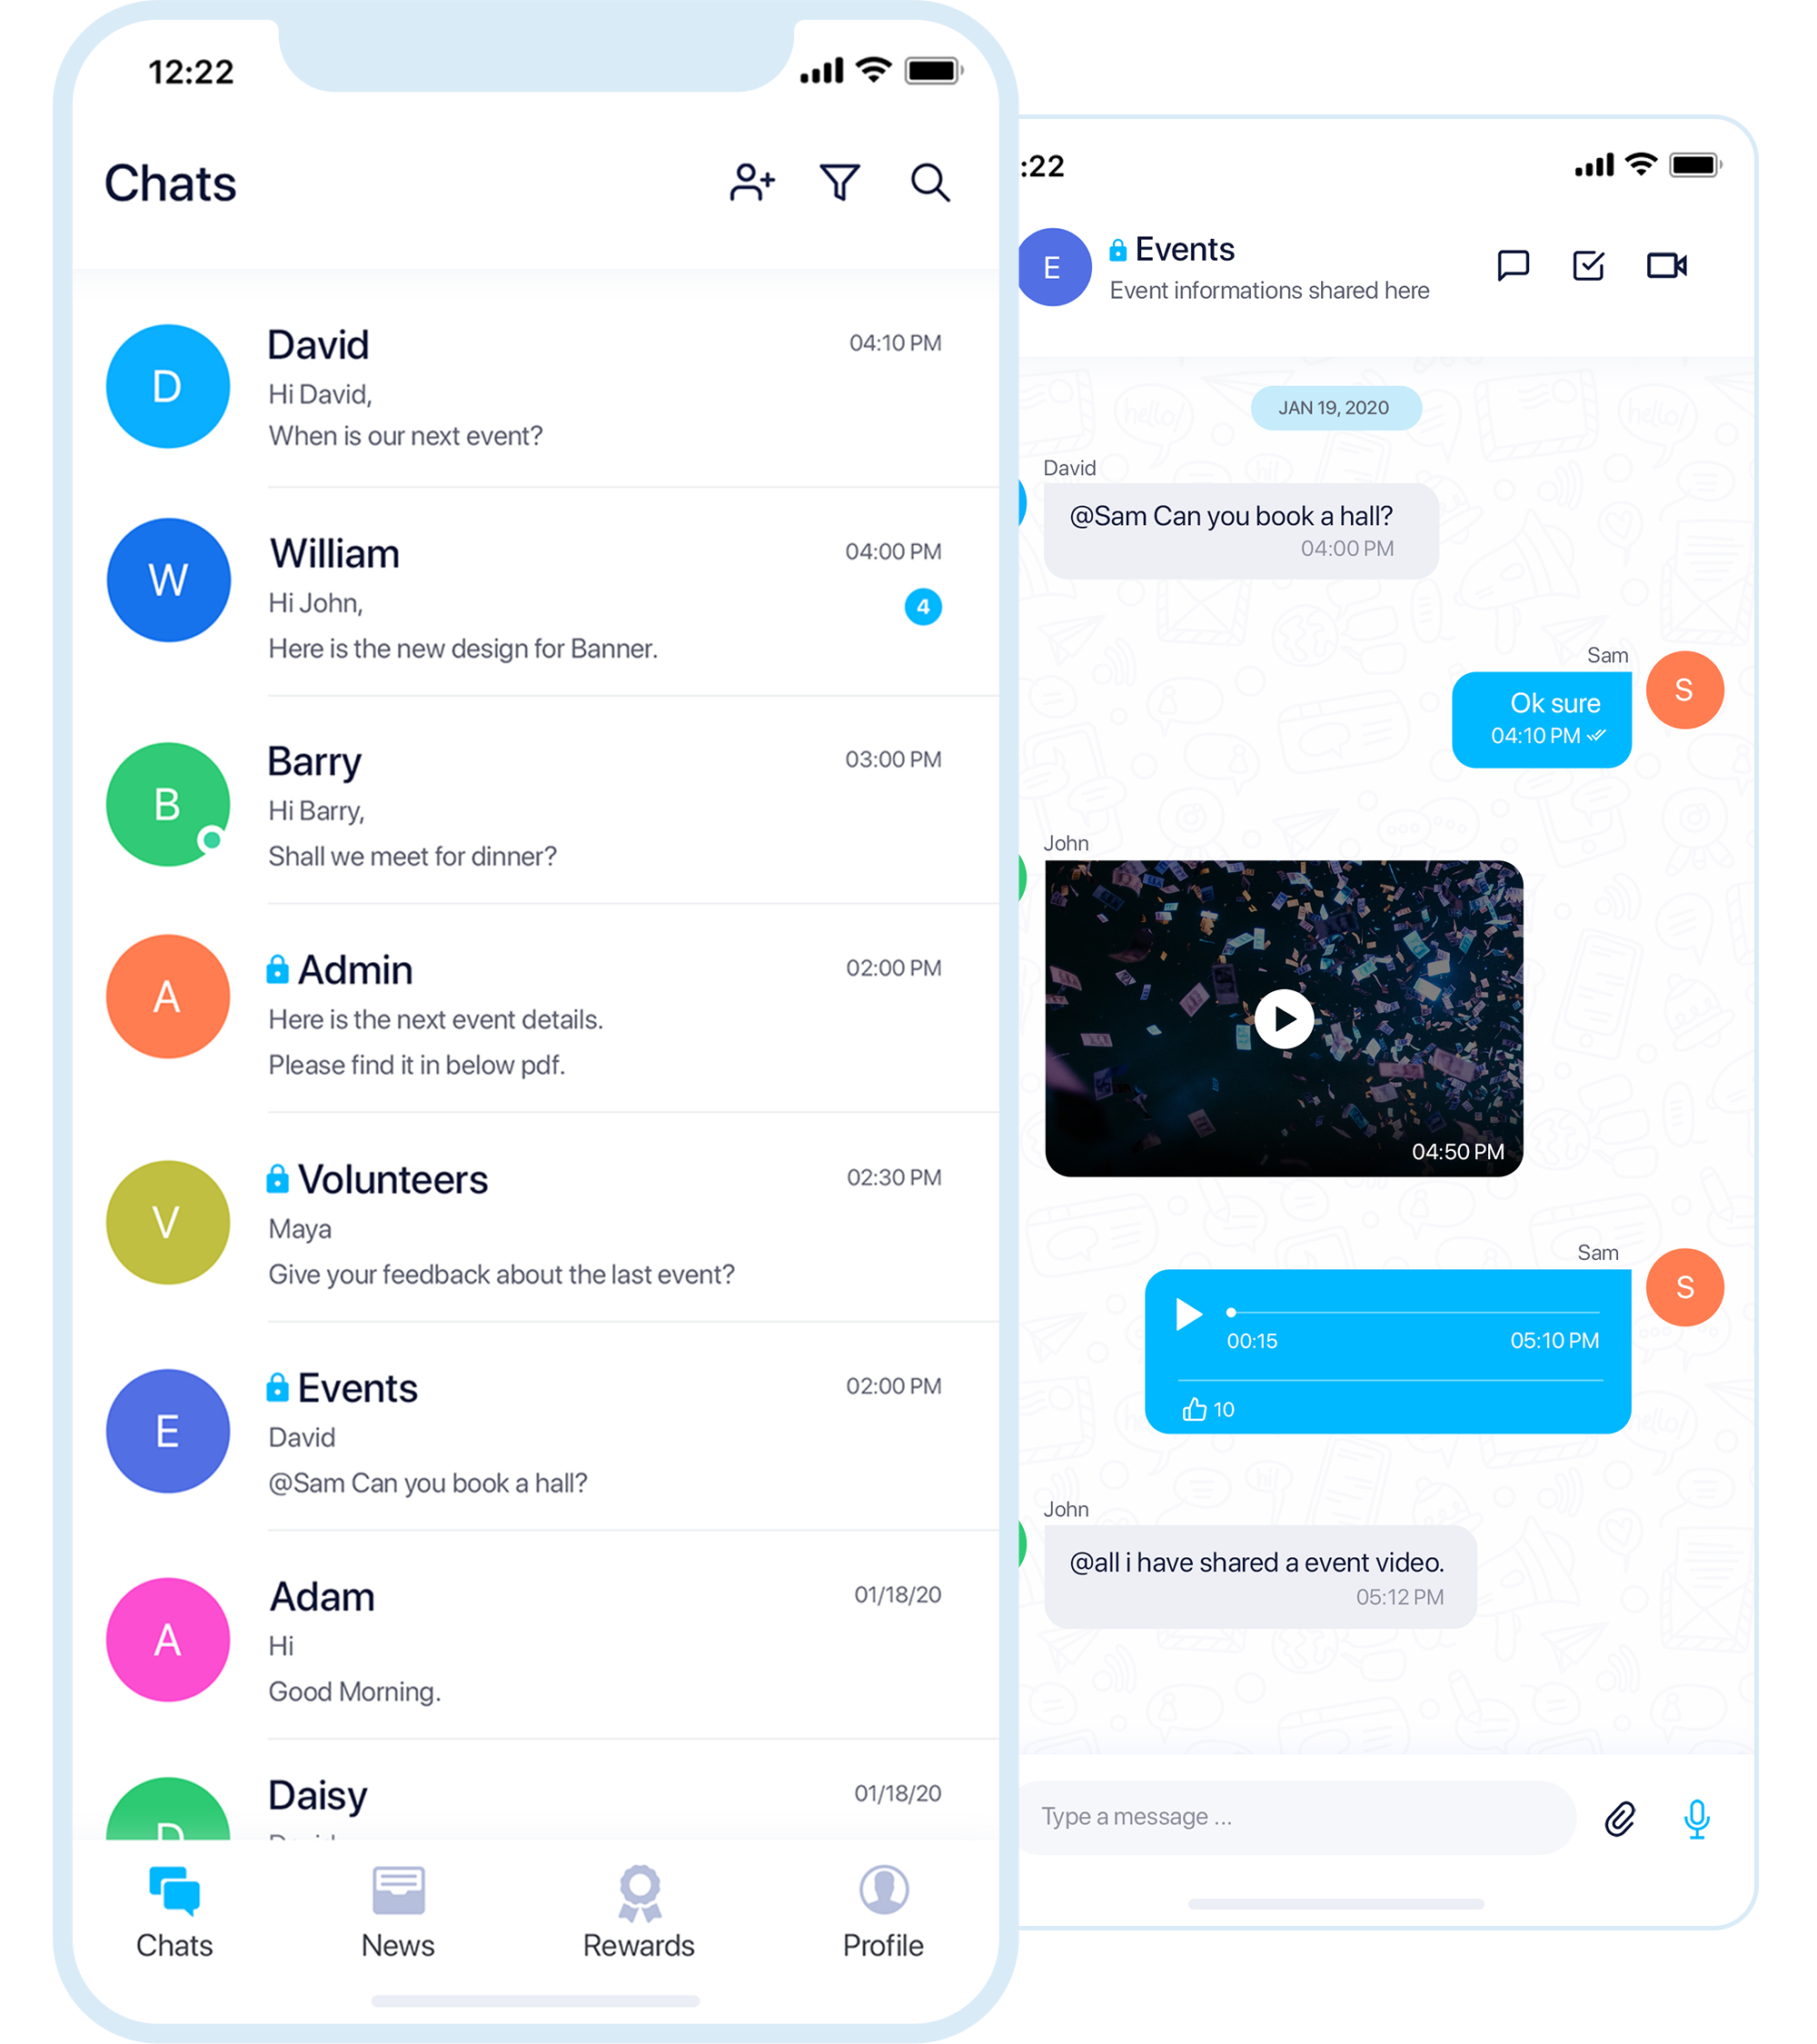 12:22
Chats
D
David
04:10 PM
Hi David,
When is our next event?
W
William
04:00 PM
Hi John,
4
Here is the new design for Banner.
B
Barry
03:00 PM
Hi Barry,
Shall we meet for dinner?
A
Admin
02:00 PM
Here is the next event details.
Please find it in below pdf.
V
Volunteers
02:30 PM
Maya
Give your feedback about the last event?
E
Events
02:00 PM
David
@Sam Can you book a hall?
A
Adam
01/18/20
Hi
Good Morning.
D
Daisy
01/18/20
Chats
News
Rewards
Profile
:22
E
Events
Event informations shared here
JAN 19, 2020
David
@Sam Can you book a hall?
04:00 PM
Sam
S
Ok sure
04:10 PM
John
04:50 PM
Sam
S
00:15
05:10 PM
10
John
@all i have shared a event video.
05:12 PM
Type a message ...